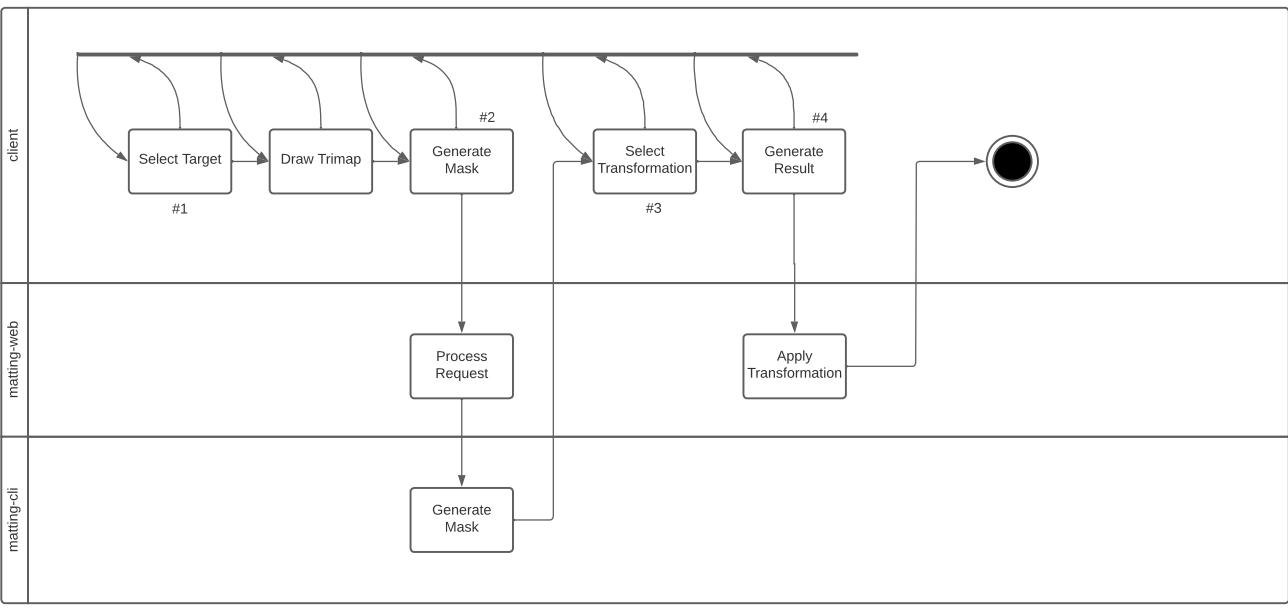 client
#2
#4
Select Target
Draw Trimap
Generate
Mask
Select
Transformation
Generate
Result
#1
#3
matting-web
Process
Request
Apply
Transformation
matting-cli
Generate
Mask